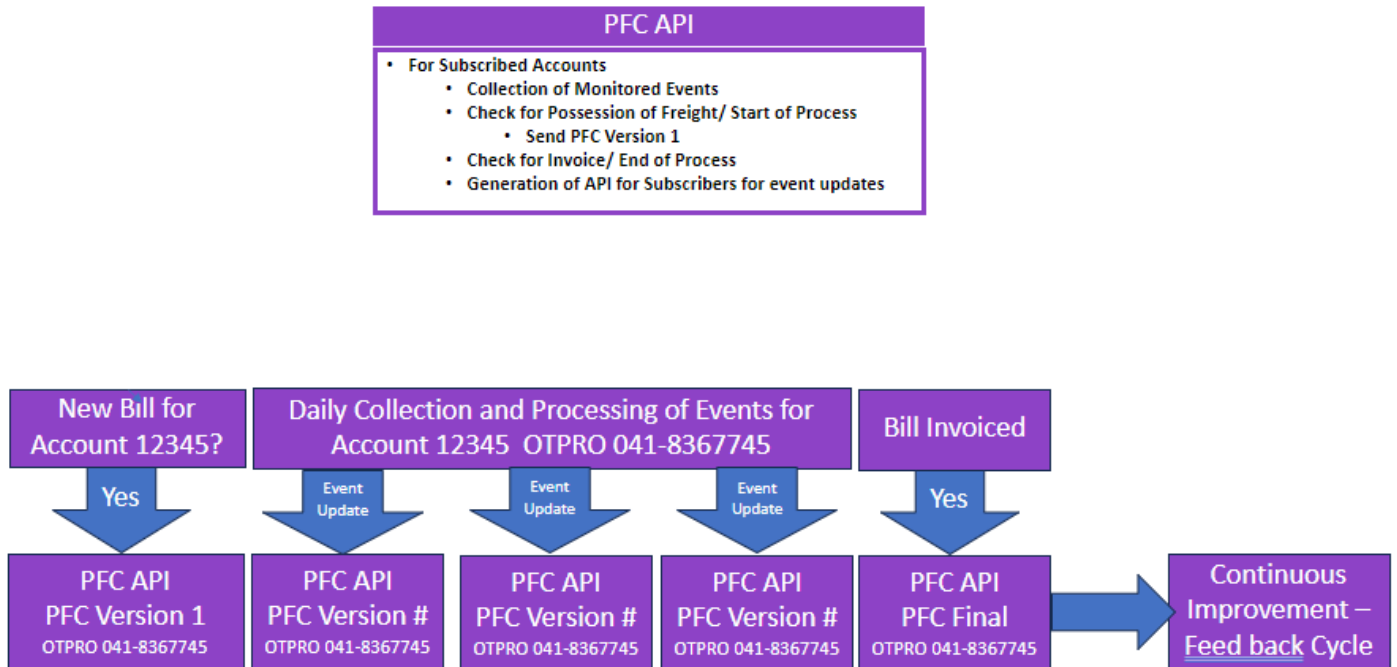 PFC API
• For Subscribed Accounts
• Collection of Monitored Events
• Check for Possession of Freight/ Start of Process
• Send PFC Version 1
• Check for Invoice/ End of Process
• Generation of API for Subscribers for event updates
New Bill for
Account 12345?
Daily Collection and Processing of Events for
Account 12345 OTPRO 041-8367745
Bill Invoiced
Yes
Event
Update
Event
Update
Event
Update
Yes
PFC API
PFC Version 1
OTPRO 041-8367745
PFC API
PFC Version #
OTPRO 041-8367745
PFC API
PFC Version #
OTPRO 041-8367745
PFC API
PFC Version #
OTPRO 041-8367745
PFC API
PFC Final
OTPRO 041-8367745
Continuous
Improvement –
Feed back Cycle